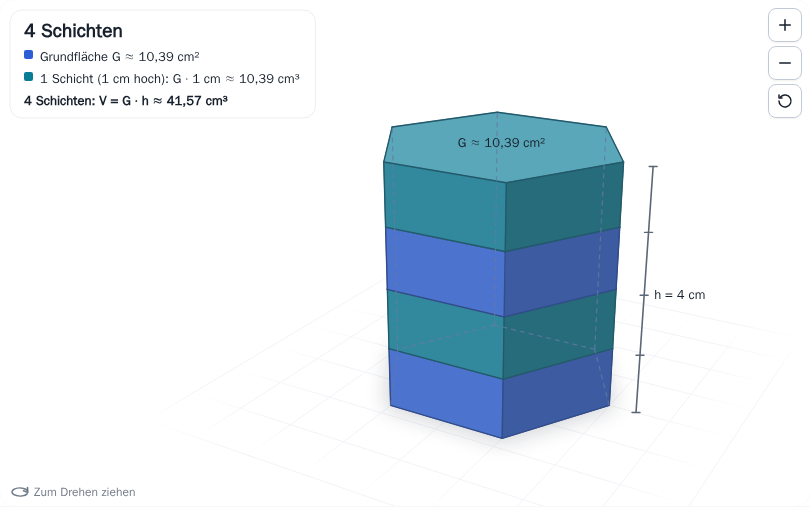 4 Schichten
Grundfläche G ≈ 10,39 cm²
1 Schicht (1 cm hoch): G · 1 cm ≈ 10,39 cm³
4 Schichten: V = G · h ≈ 41,57 cm³
G ≈ 10,39 cm²
h = 4 cm
Zum Drehen ziehen